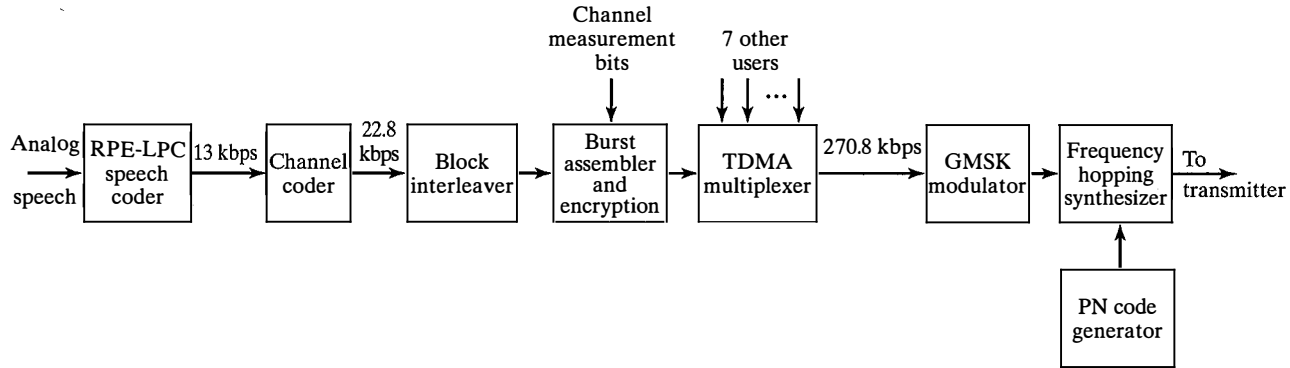 Channel
measurement
bits
7 other
users
...
Analog
speech
RPE-LPC
speech
coder
13 kbps
Channel
coder
22.8
kbps
Block
interleaver
Burst
assembler
and
encryption
TDMA
multiplexer
270.8 kbps
GMSK
modulator
Frequency
hopping
synthesizer
To
transmitter
PN code
generator